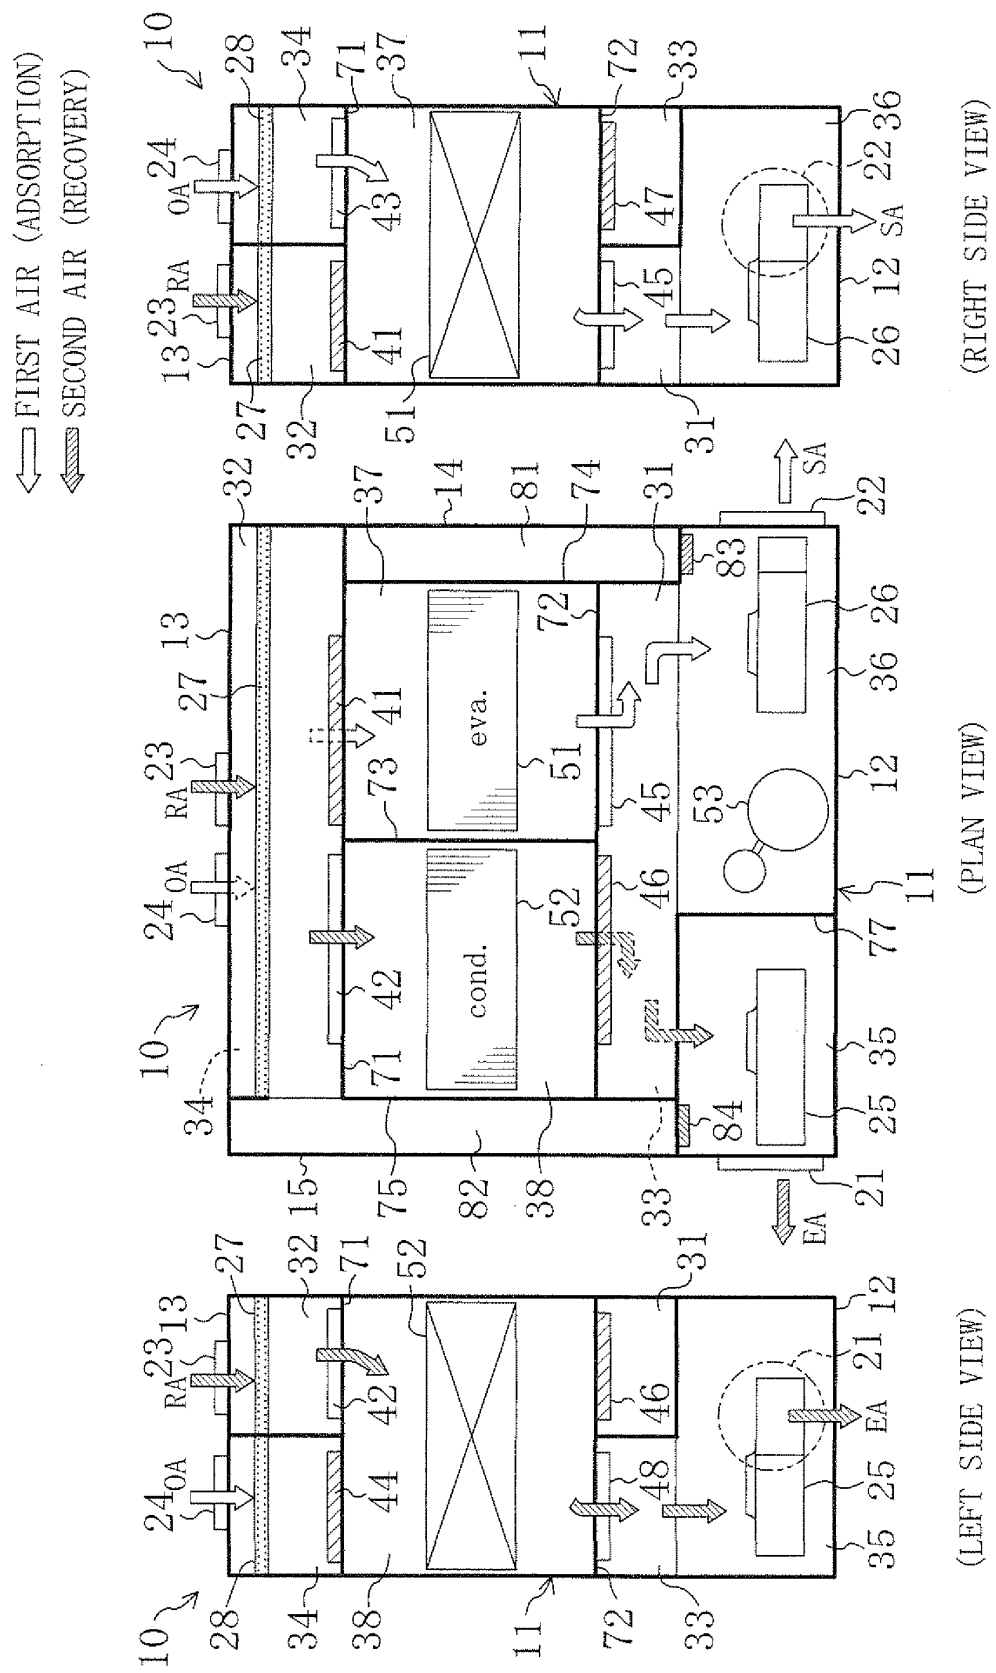 FIRST AIR (ADSORPTION)
SECOND AIR (RECOVERY)
10
24 OA RA 23 13
28 27
34 32
44 42 71
38 52
11
72 48 46
33 31
35 25 EA 21 12
(LEFT SIDE VIEW)
10
24 OA RA 23 13
34 27 32
15
75 71 42 73 41 37 14
82 cond. eva. 81
38 52 51 72 74
33 46 45 31
84 83
EA 21 25 35 77 11 53 12 36 26 22 SA
(PLAN VIEW)
10
13 23 RA OA 24
27 28
32 34
41 43 71
51 37
11
45 47 72
31 33
26 12 SA 22 36
(RIGHT SIDE VIEW)